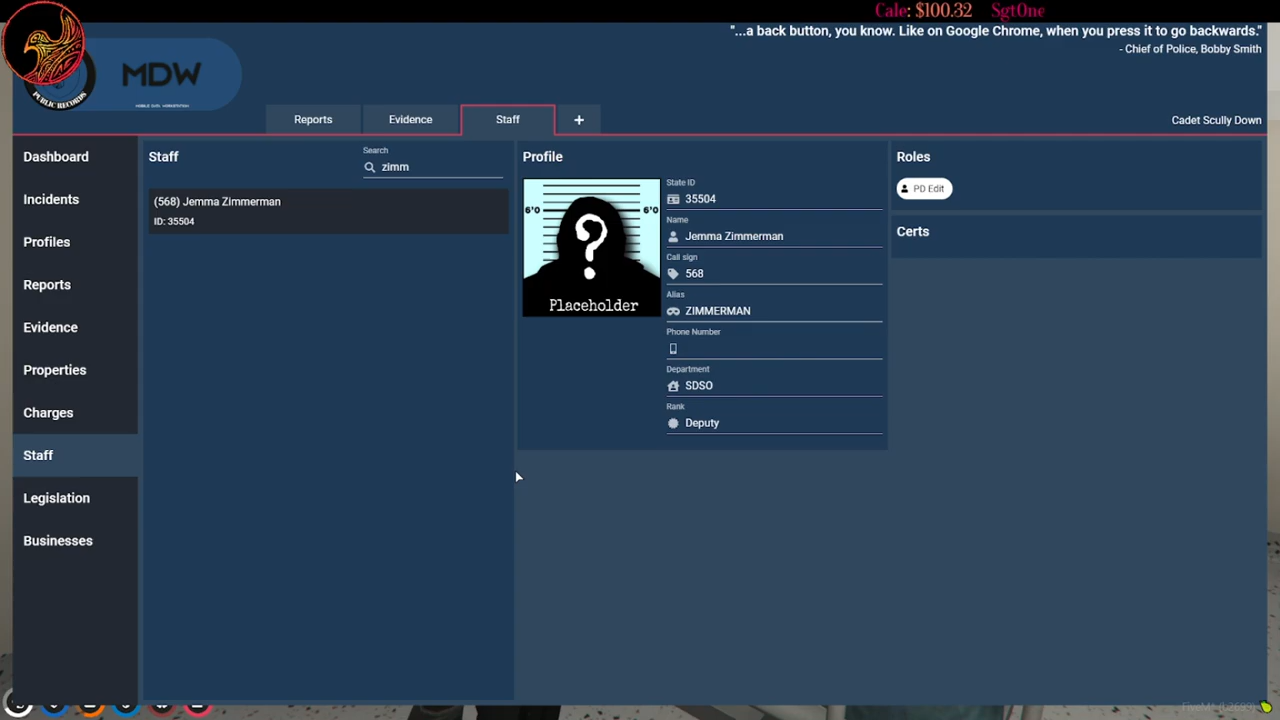 Cale: $100.32 SgtOne
"...a back button, you know. Like on Google Chrome, when you press it to go backwards."
- Chief of Police, Bobby Smith
MDW
MOBILE DATA WORKSTATION
PUBLIC RECORDS
Reports
Evidence
Staff
+
Cadet Scully Down
Dashboard
Incidents
Profiles
Reports
Evidence
Properties
Charges
Staff
Legislation
Businesses
Staff
Search
zimm
(568) Jemma Zimmerman
ID: 35504
Profile
6'0 6'0
?
Placeholder
State ID
35504
Name
Jemma Zimmerman
Call sign
568
Alias
ZIMMERMAN
Phone Number
Department
SDSO
Rank
Deputy
Roles
PD Edit
Certs